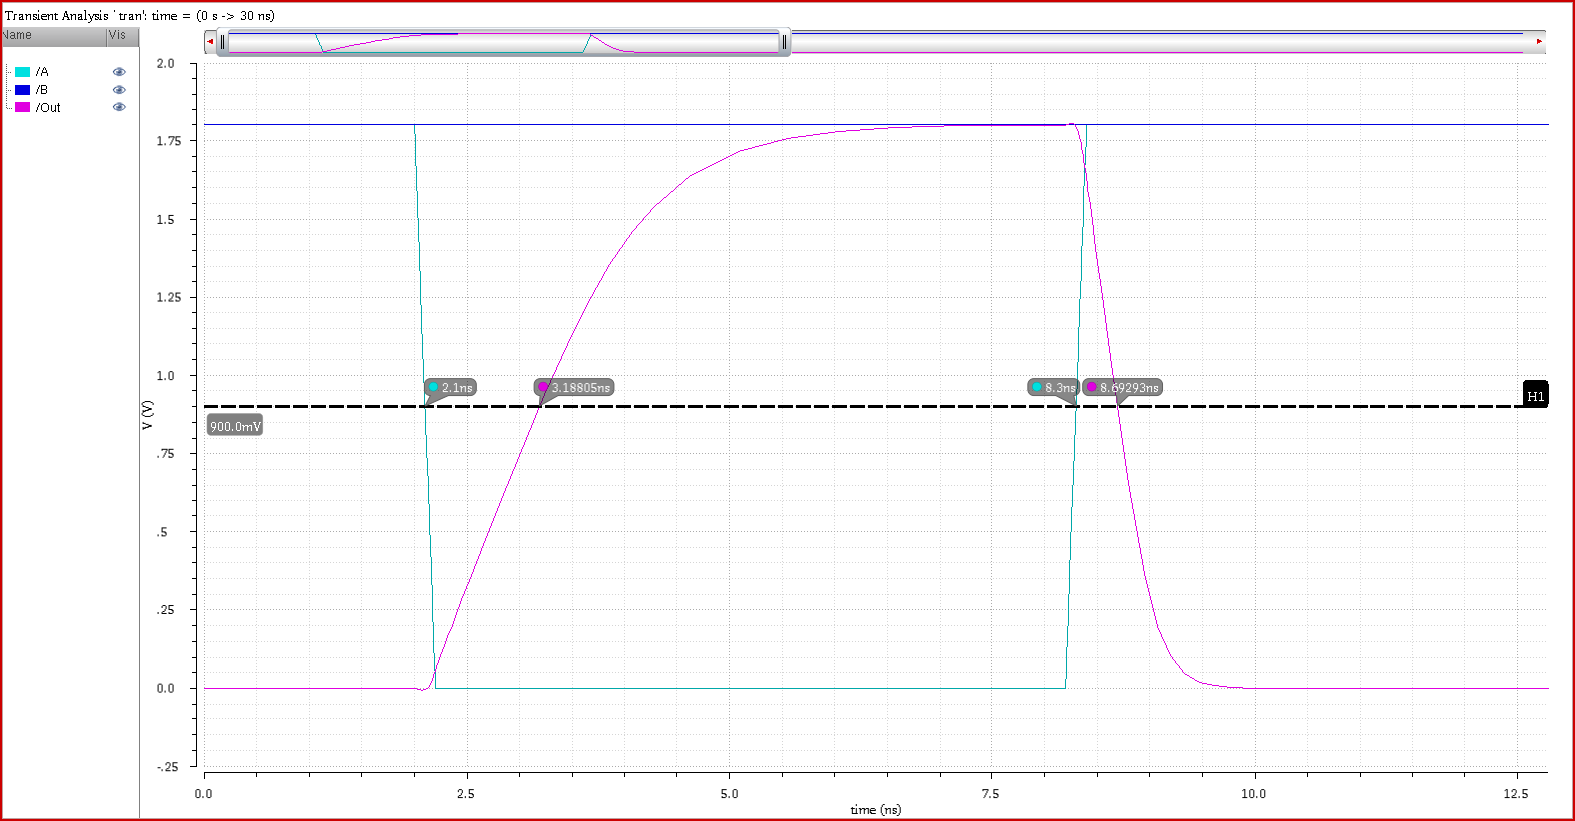 Transient Analysis `tran': time = (0 s -> 30 ns)
Name Vis
/A
/B
/Out
2.0
1.75
1.5
1.25
1.0
.75
.5
.25
0.0
-.25
V (V)
2.1ns
3.18805ns
8.3ns
8.69293ns
H1
900.0mV
0.0
2.5
5.0
7.5
10.0
12.5
time (ns)